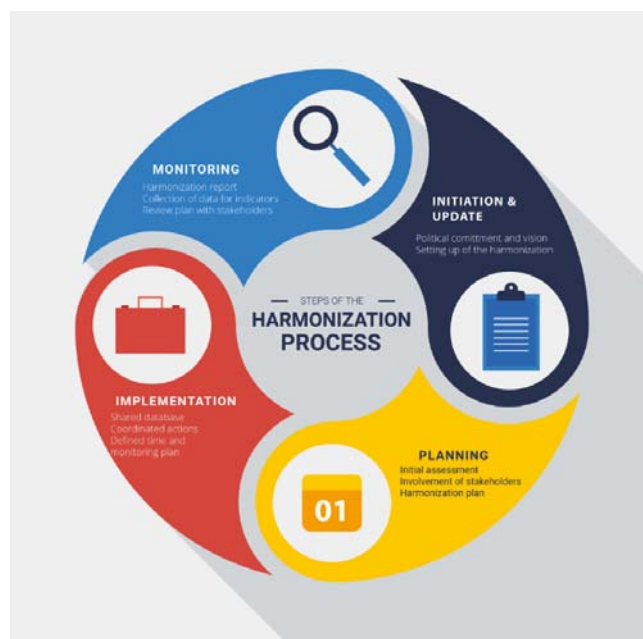 MONITORING
Harmonization report
Collection of data for indicators
Review plan with stakeholders
INITIATION &
UPDATE
Political comittment and vision
Setting up of the harmonization
STEPS OF THE
HARMONIZATION
PROCESS
IMPLEMENTATION
Shared database
Coordinated actions
Defined time and
monitoring plan
PLANNING
Initial assessment
Involvement of stakeholders
Harmonization plan
01